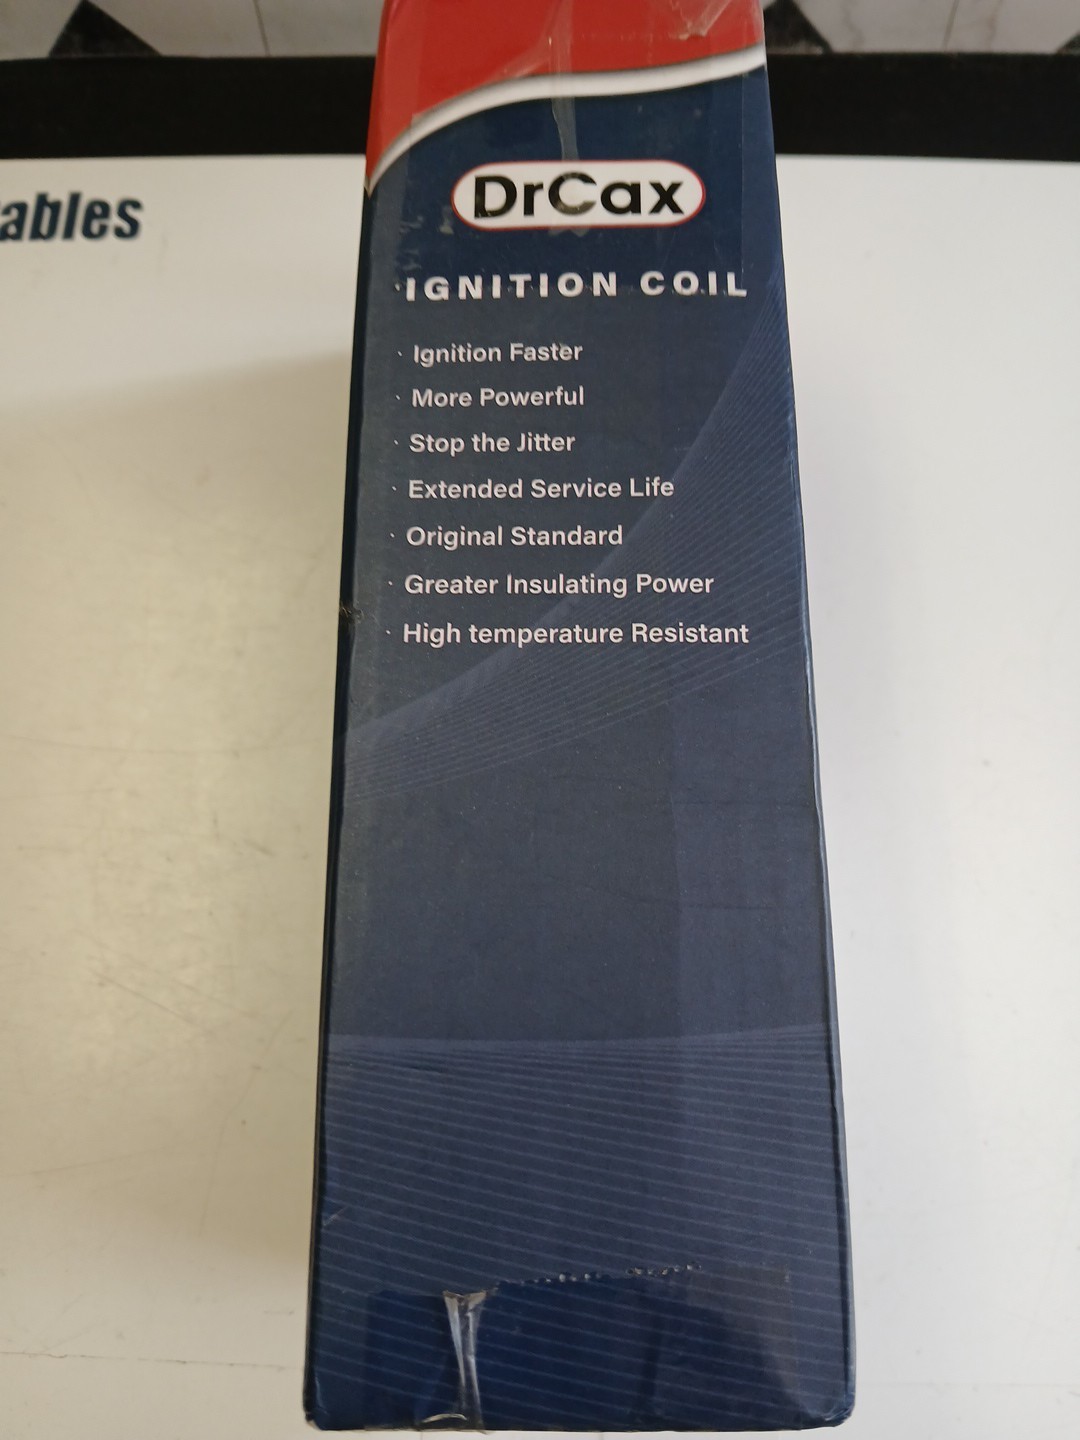 DrCax
IGNITION COIL
· Ignition Faster
· More Powerful
· Stop the Jitter
· Extended Service Life
· Original Standard
· Greater Insulating Power
· High temperature Resistant
ables